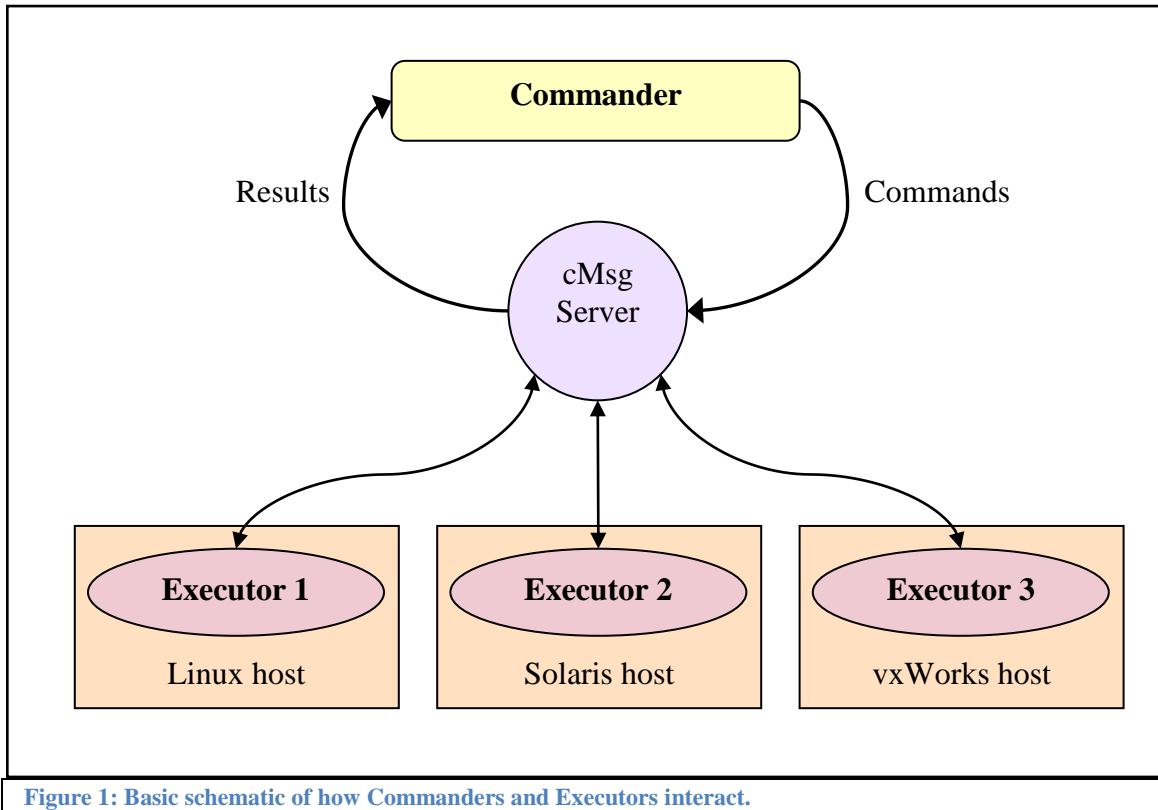 Commander
Results
Commands
cMsg
Server
Executor 1
Executor 2
Executor 3
Linux host
Solaris host
vxWorks host
Figure 1: Basic schematic of how Commanders and Executors interact.